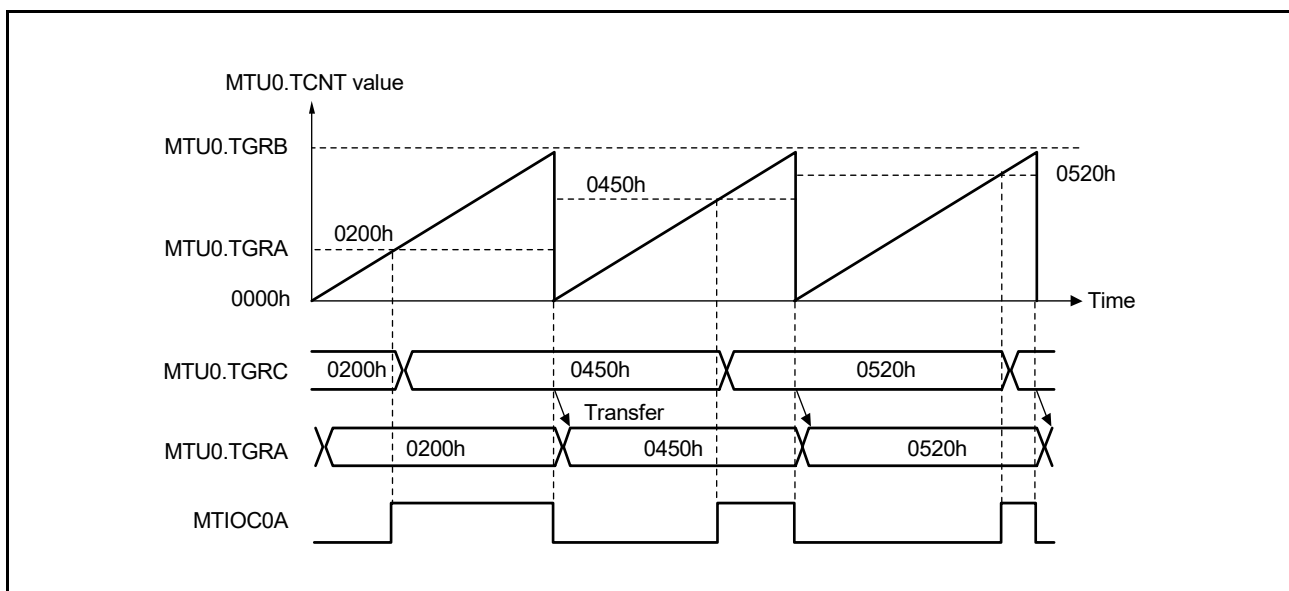 MTU0.TCNT value
MTU0.TGRB
0520h
0450h
MTU0.TGRA
0200h
0000h
Time
MTU0.TGRC
0200h
0450h
0520h
Transfer
MTU0.TGRA
0200h
0450h
0520h
MTIOC0A